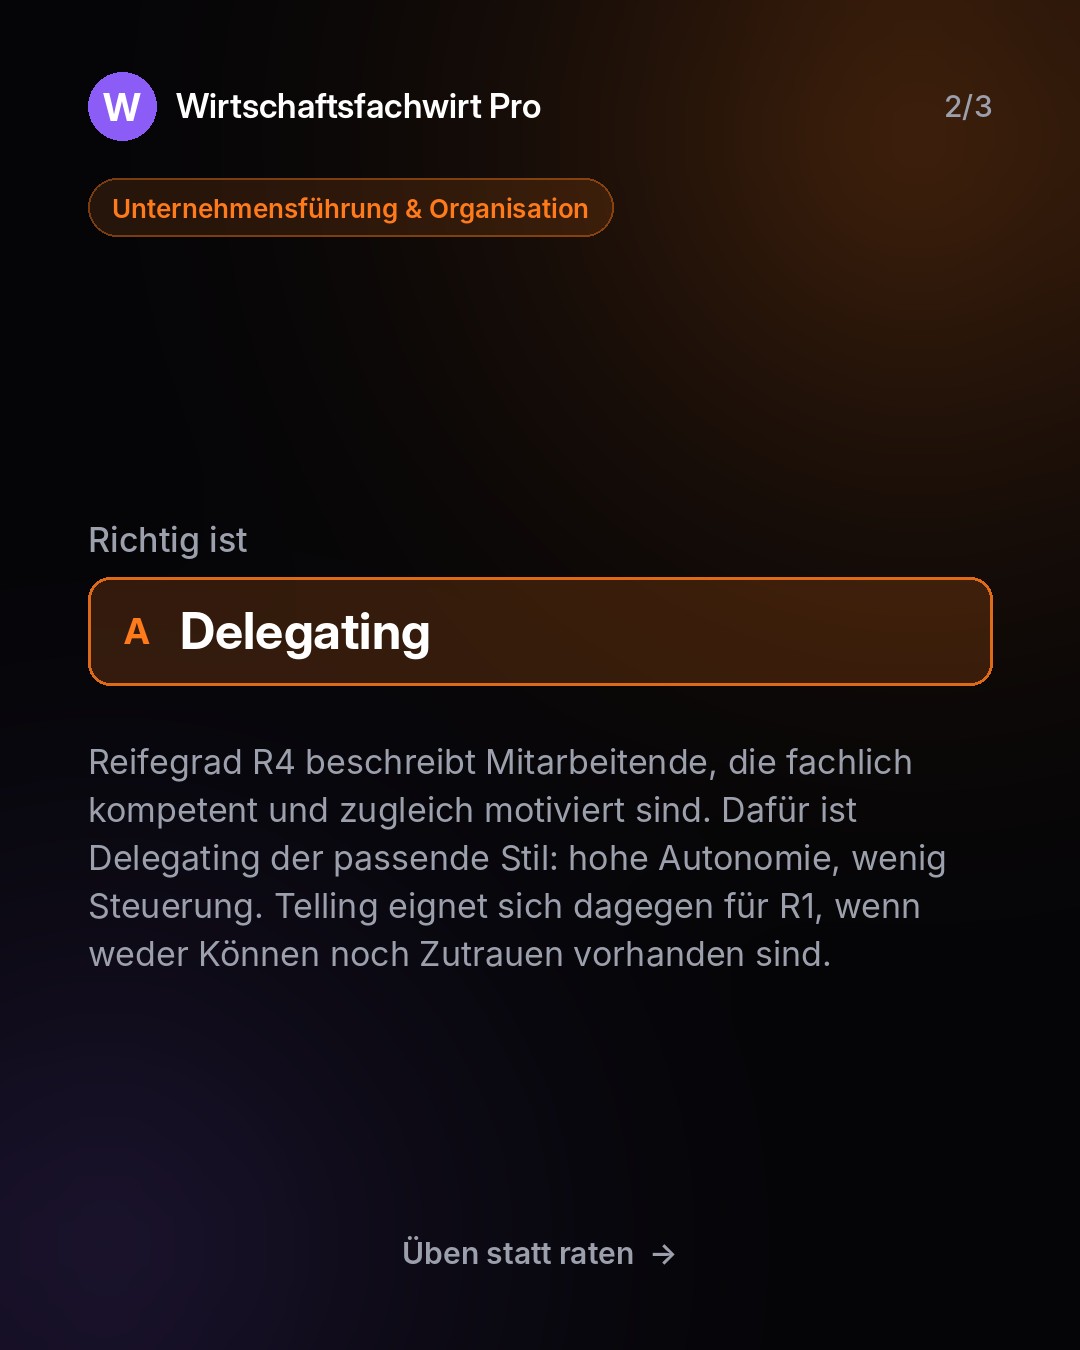 W Wirtschaftsfachwirt Pro 2/3
Unternehmensführung & Organisation
Richtig ist
A Delegating
Reifegrad R4 beschreibt Mitarbeitende, die fachlich
kompetent und zugleich motiviert sind. Dafür ist
Delegating der passende Stil: hohe Autonomie, wenig
Steuerung. Telling eignet sich dagegen für R1, wenn
weder Können noch Zutrauen vorhanden sind.
Üben statt raten →